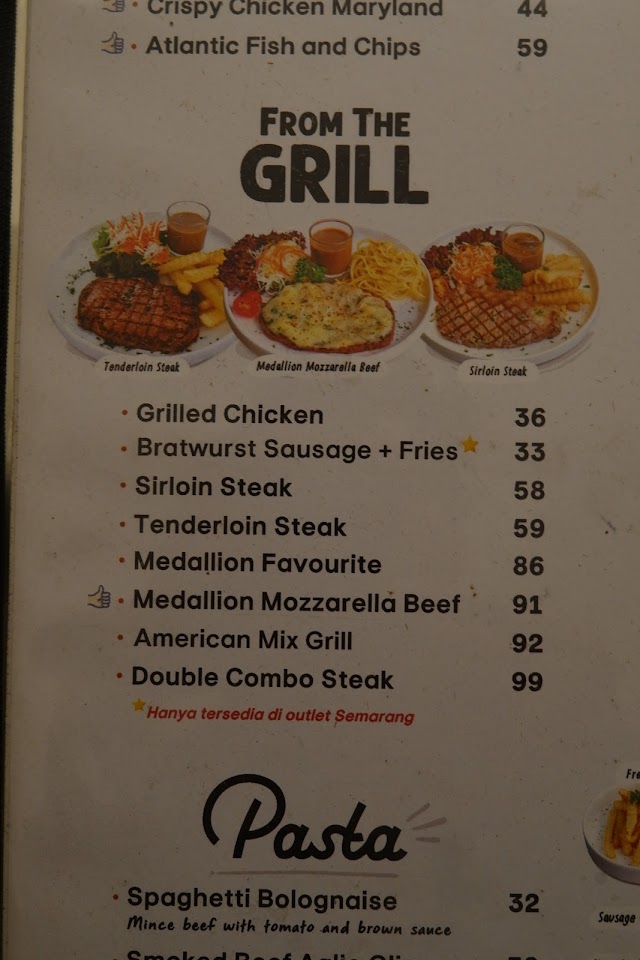 Crispy Chicken Maryland 44
Atlantic Fish and Chips 59
FROM THE
GRILL
Tenderloin Steak
Medallion Mozzarella Beef
Sirloin Steak
• Grilled Chicken 36
• Bratwurst Sausage + Fries 33
• Sirloin Steak 58
• Tenderloin Steak 59
• Medallion Favourite 86
• Medallion Mozzarella Beef 91
• American Mix Grill 92
• Double Combo Steak 99
Hanya tersedia di outlet Semarang
Pasta
• Spaghetti Bolognaise 32
Mince beef with tomato and brown sauce
Sausage
Smoked Beef Aglio